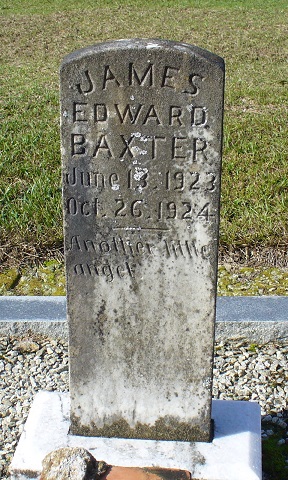 JAMES
EDWARD
BAXTER
June 13, 1923
Oct. 26, 1924
Another little
angel